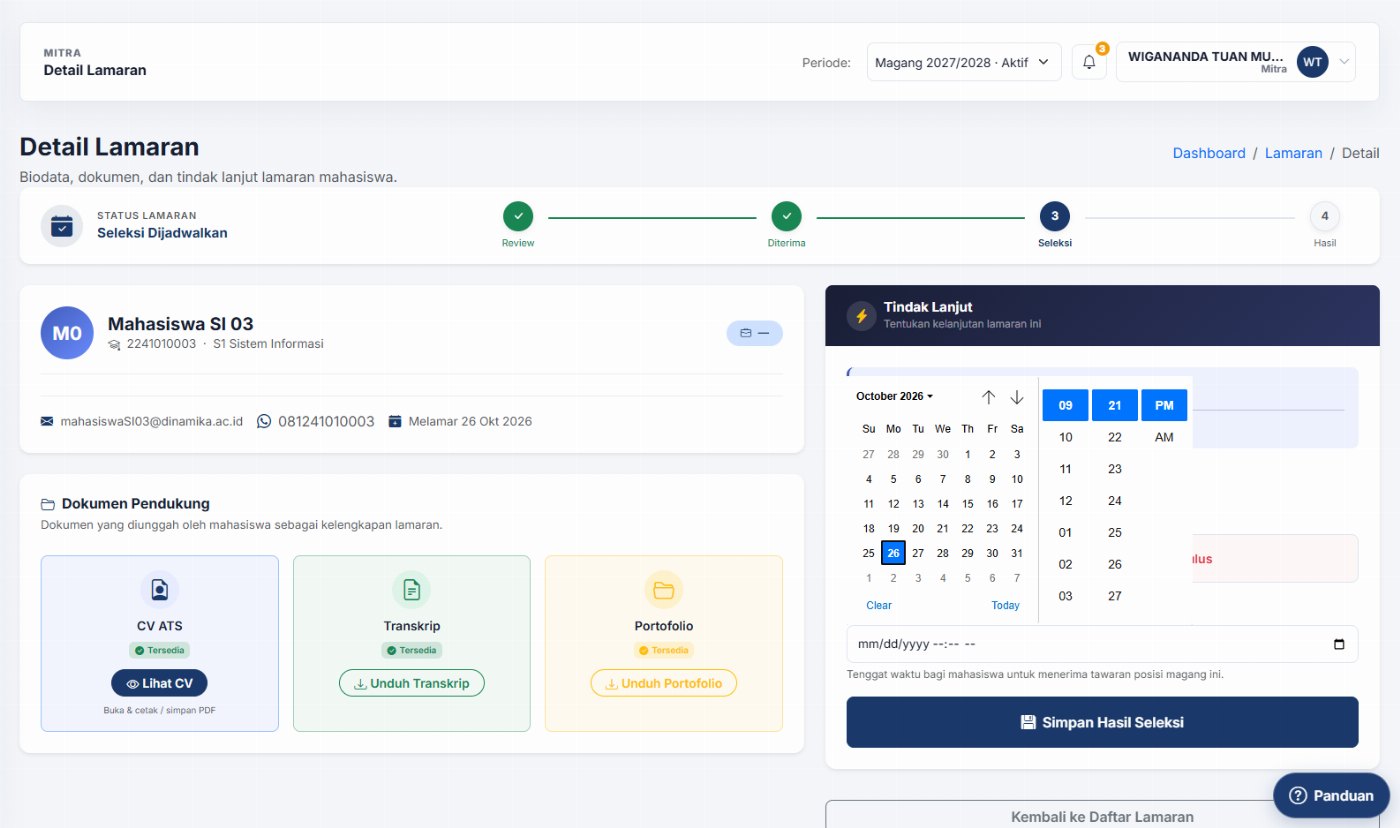 MITRA
Detail Lamaran
Periode:
Magang 2027/2028 · Aktif
3
WIGANANDA TUAN MU...
Mitra
WT
Detail Lamaran
Biodata, dokumen, dan tindak lanjut lamaran mahasiswa.
Dashboard / Lamaran / Detail
STATUS LAMARAN
Seleksi Dijadwalkan
Review
Diterima
3
Seleksi
4
Hasil
M0
Mahasiswa SI 03
2241010003 · S1 Sistem Informasi
—
mahasiswaSI03@dinamika.ac.id
081241010003
Melamar 26 Okt 2026
Dokumen Pendukung
Dokumen yang diunggah oleh mahasiswa sebagai kelengkapan lamaran.
CV ATS
Tersedia
Lihat CV
Buka & cetak / simpan PDF
Transkrip
Tersedia
Unduh Transkrip
Portofolio
Tersedia
Unduh Portofolio
Tindak Lanjut
Tentukan kelanjutan lamaran ini
October 2026
Su Mo Tu We Th Fr Sa
27 28 29 30 1 2 3
4 5 6 7 8 9 10
11 12 13 14 15 16 17
18 19 20 21 22 23 24
25 26 27 28 29 30 31
1 2 3 4 5 6 7
Clear
Today
09 21 PM
10 22 AM
11 23
12 24
01 25
02 26
03 27
mm/dd/yyyy --:-- --
Tenggat waktu bagi mahasiswa untuk menerima tawaran posisi magang ini.
Simpan Hasil Seleksi
Panduan
Kembali ke Daftar Lamaran